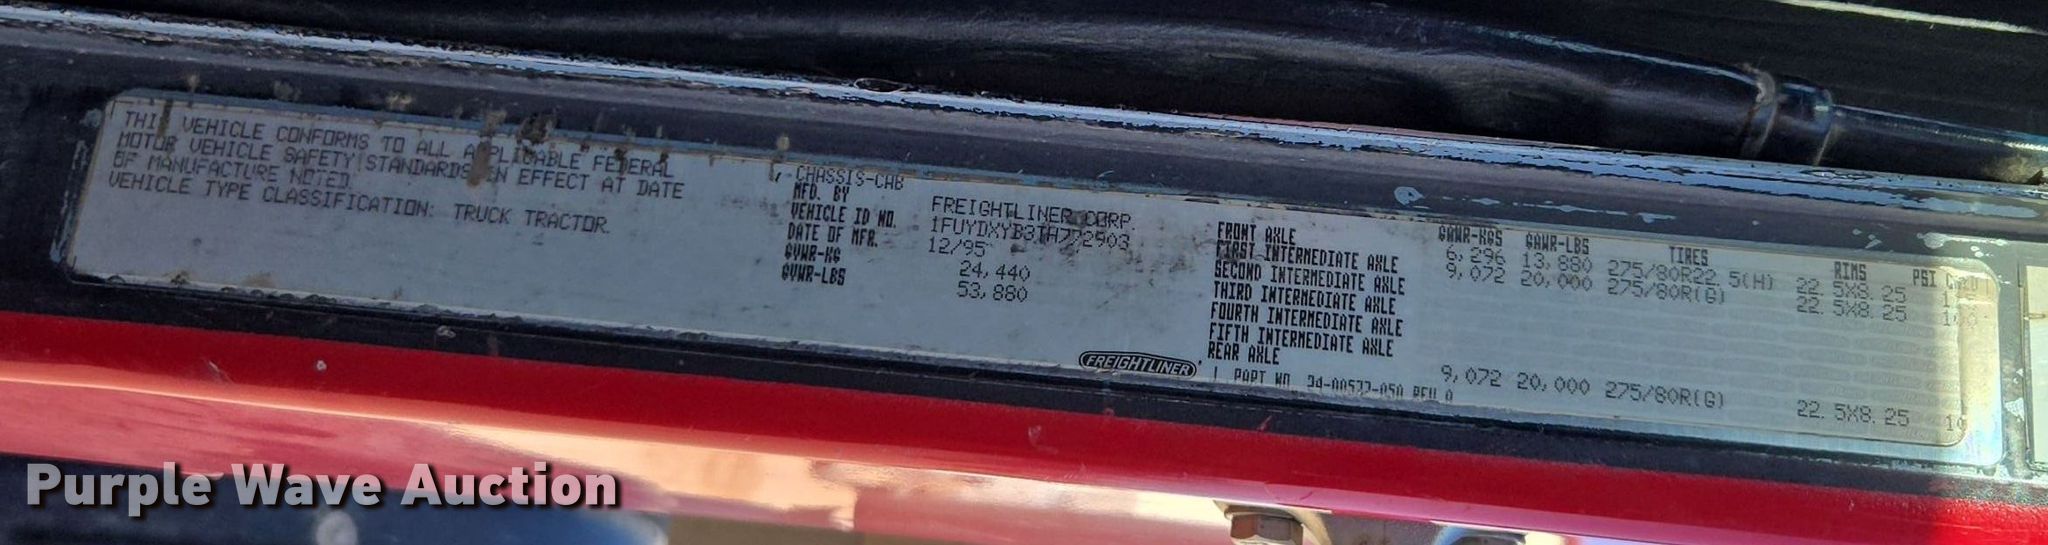 THIS VEHICLE CONFORMS TO ALL APPLICABLE FEDERAL
MOTOR VEHICLE SAFETY STANDARDS IN EFFECT AT DATE
OF MANUFACTURE NOTED.
VEHICLE TYPE CLASSIFICATION: TRUCK TRACTOR
CHASSIS-CAB
MFD. BY FREIGHTLINER CORP.
VEHICLE ID NO. 1FUYDXYB3TH772903
DATE OF MFR. 12/95
GVWR-KG 24,440
GVWR-LBS 53,880
FREIGHTLINER
GAWR-KGS GAWR-LBS TIRES RIMS PSI
FRONT AXLE 6,296 13,880 275/80R22.5(H) 22.5X8.25
FIRST INTERMEDIATE AXLE 9,072 20,000 275/80R(G) 22.5X8.25
SECOND INTERMEDIATE AXLE
THIRD INTERMEDIATE AXLE
FOURTH INTERMEDIATE AXLE
FIFTH INTERMEDIATE AXLE
REAR AXLE 9,072 20,000 275/80R(G) 22.5X8.25
PART NO.
Purple Wave Auction